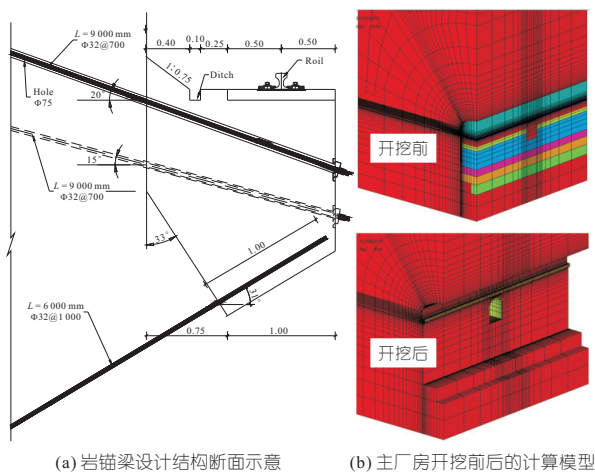 L = 9 000 mm
Φ32@700
0.10
0.40
0.25
0.50
0.50
1∶0.75
Ditch
Roil
Hole
Φ75
20°
15°
L = 9 000 mm
Φ32@700
33°
1.00
L = 6 000 mm
Φ32@1 000
0.75
1.00
(a) 岩锚梁设计结构断面示意
开挖前
开挖后
(b) 主厂房开挖前后的计算模型